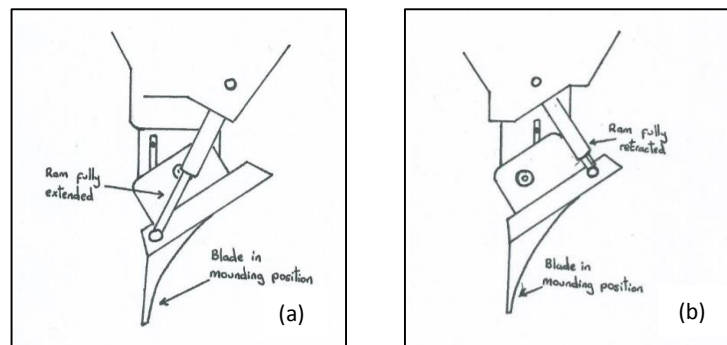 Ram fully
extended
Blade in
mounding position
(a)
Ram fully
retracted
Blade in
mounding position
(b)